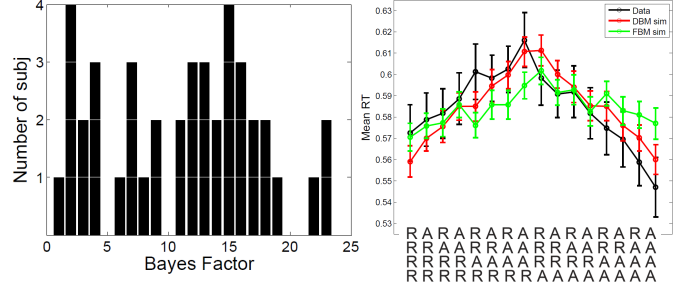 Number of subj
4
3
2
1
0 5 10 15 20 25
Bayes Factor
Mean RT
0.63
0.62
0.61
0.6
0.59
0.58
0.57
0.56
0.55
0.54
0.53
Data
DBM sim
FBM sim
R A R A R A R A R A R A R A R A
R R A A R R A A R R A A R R A A
R R R R A A A A R R R R A A A A
R R R R R R R R A A A A A A A A